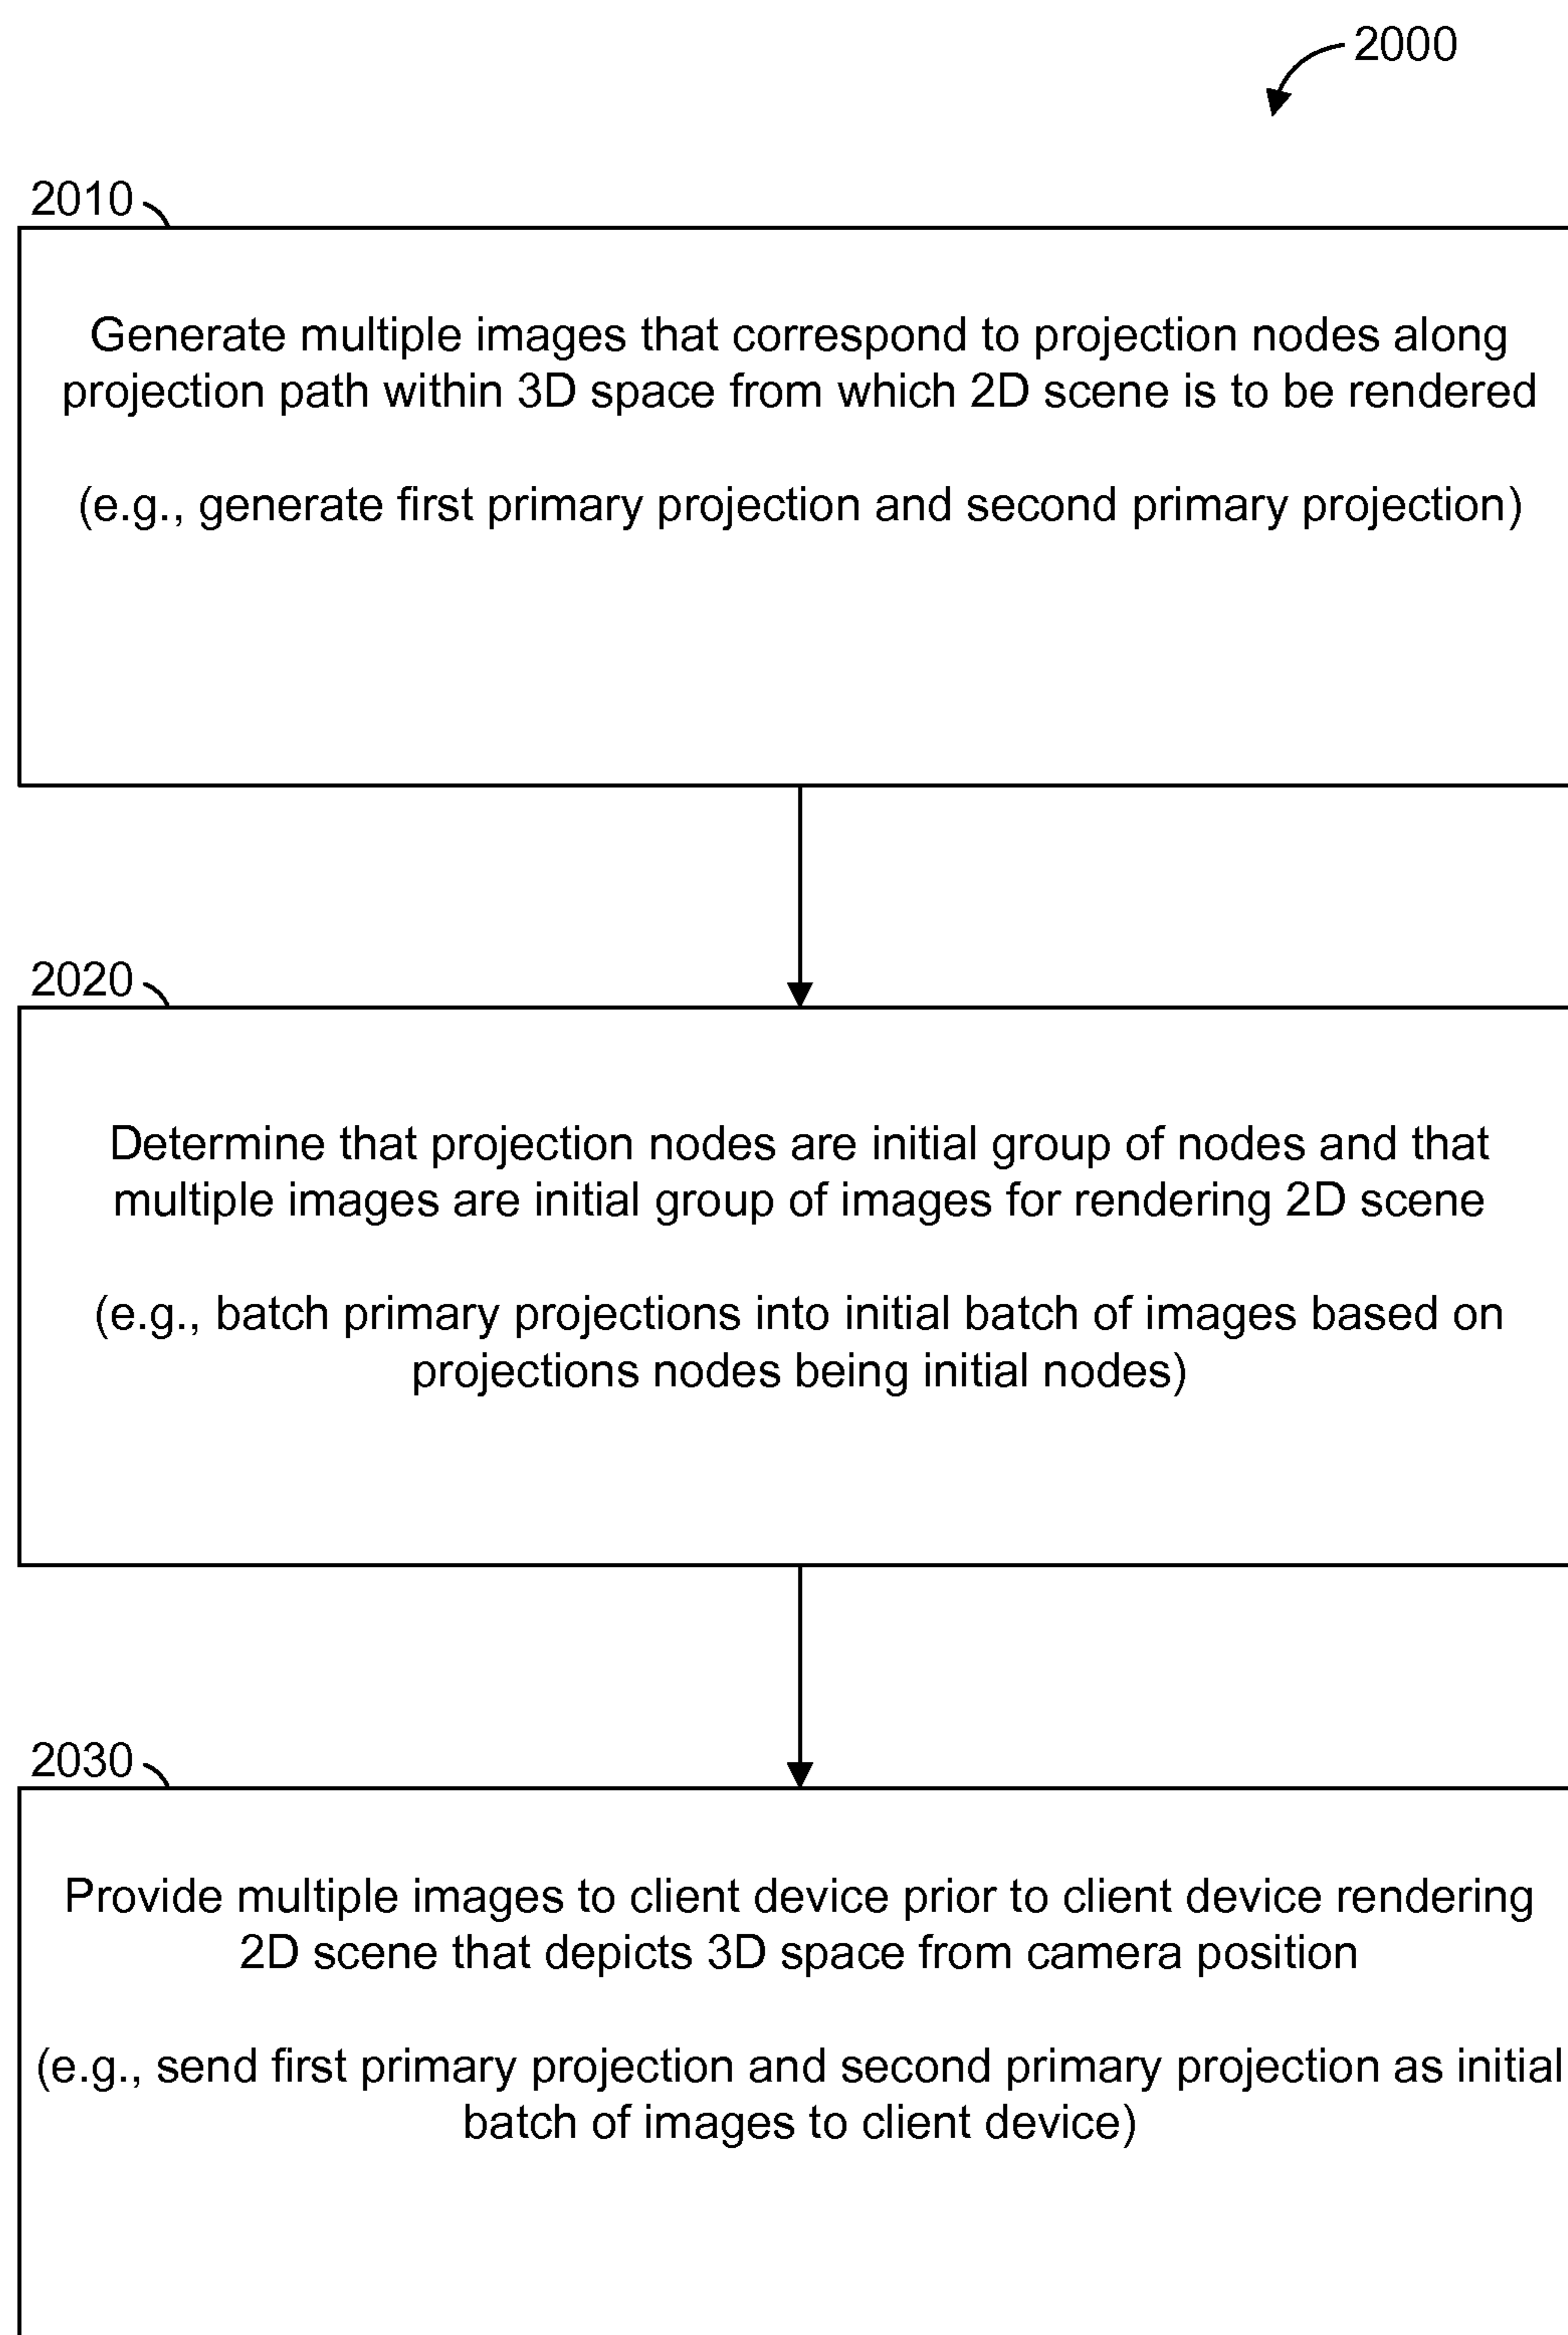 2000
2010
Generate multiple images that correspond to projection nodes along
projection path within 3D space from which 2D scene is to be rendered
(e.g., generate first primary projection and second primary projection)
2020
Determine that projection nodes are initial group of nodes and that
multiple images are initial group of images for rendering 2D scene
(e.g., batch primary projections into initial batch of images based on
projections nodes being initial nodes)
2030
Provide multiple images to client device prior to client device rendering
2D scene that depicts 3D space from camera position
(e.g., send first primary projection and second primary projection as initial
batch of images to client device)